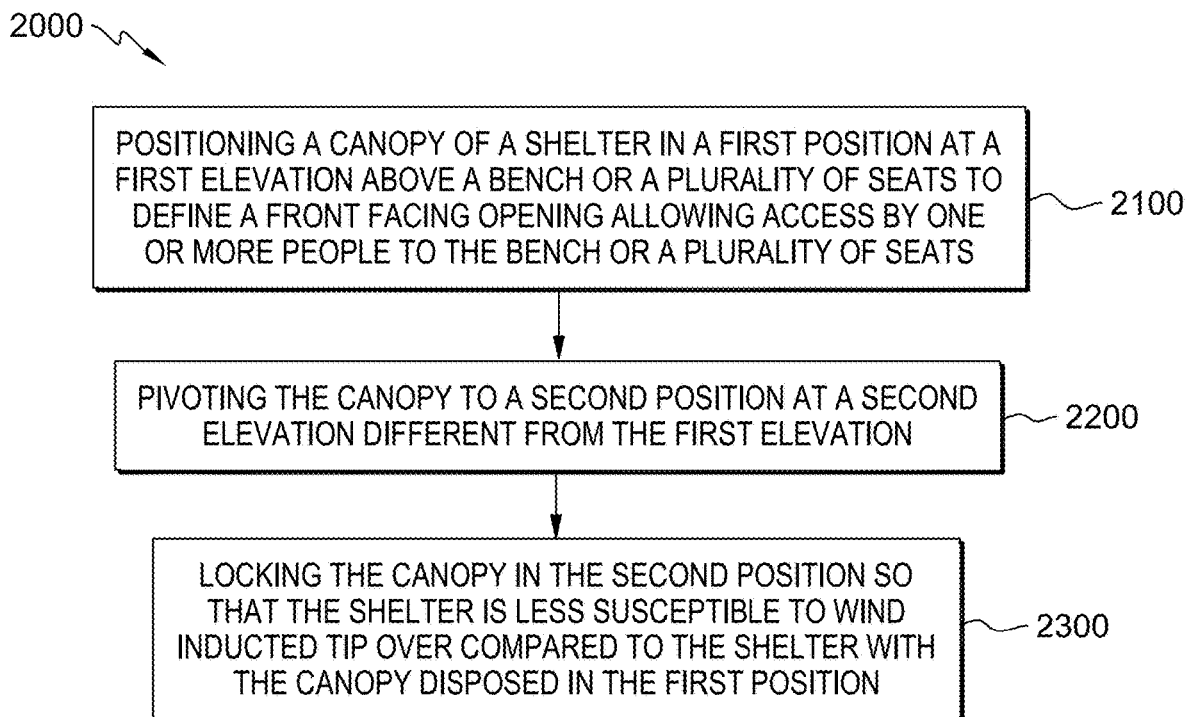 2000
POSITIONING A CANOPY OF A SHELTER IN A FIRST POSITION AT A
FIRST ELEVATION ABOVE A BENCH OR A PLURALITY OF SEATS TO
DEFINE A FRONT FACING OPENING ALLOWING ACCESS BY ONE
OR MORE PEOPLE TO THE BENCH OR A PLURALITY OF SEATS
2100
PIVOTING THE CANOPY TO A SECOND POSITION AT A SECOND
ELEVATION DIFFERENT FROM THE FIRST ELEVATION
2200
LOCKING THE CANOPY IN THE SECOND POSITION SO
THAT THE SHELTER IS LESS SUSCEPTIBLE TO WIND
INDUCTED TIP OVER COMPARED TO THE SHELTER WITH
THE CANOPY DISPOSED IN THE FIRST POSITION
2300